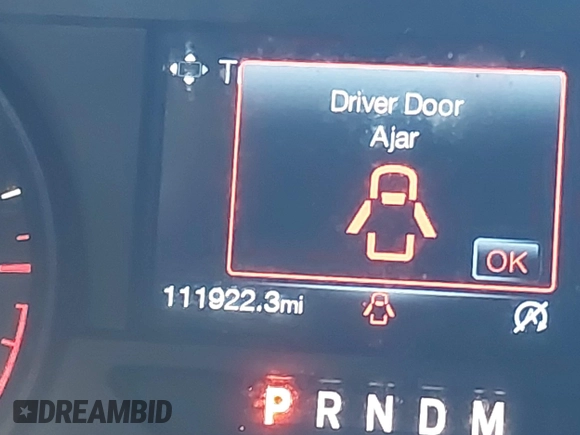 T
Driver Door
Ajar
OK
111922.3mi
P R N D M
DREAMBID